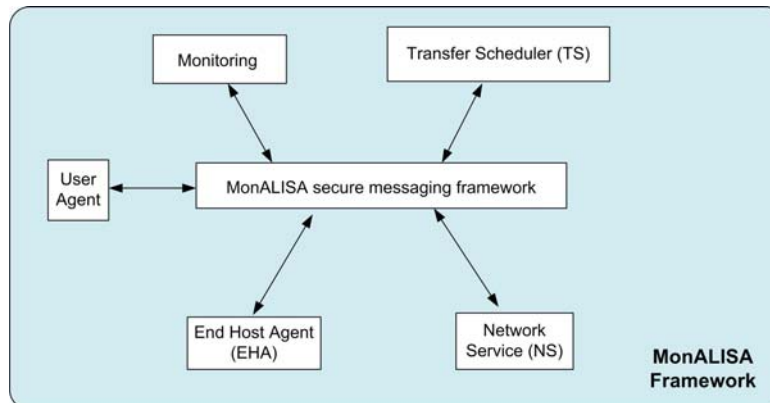 Monitoring
Transfer Scheduler (TS)
User
Agent
MonALISA secure messaging framework
End Host Agent
(EHA)
Network
Service (NS)
MonALISA
Framework